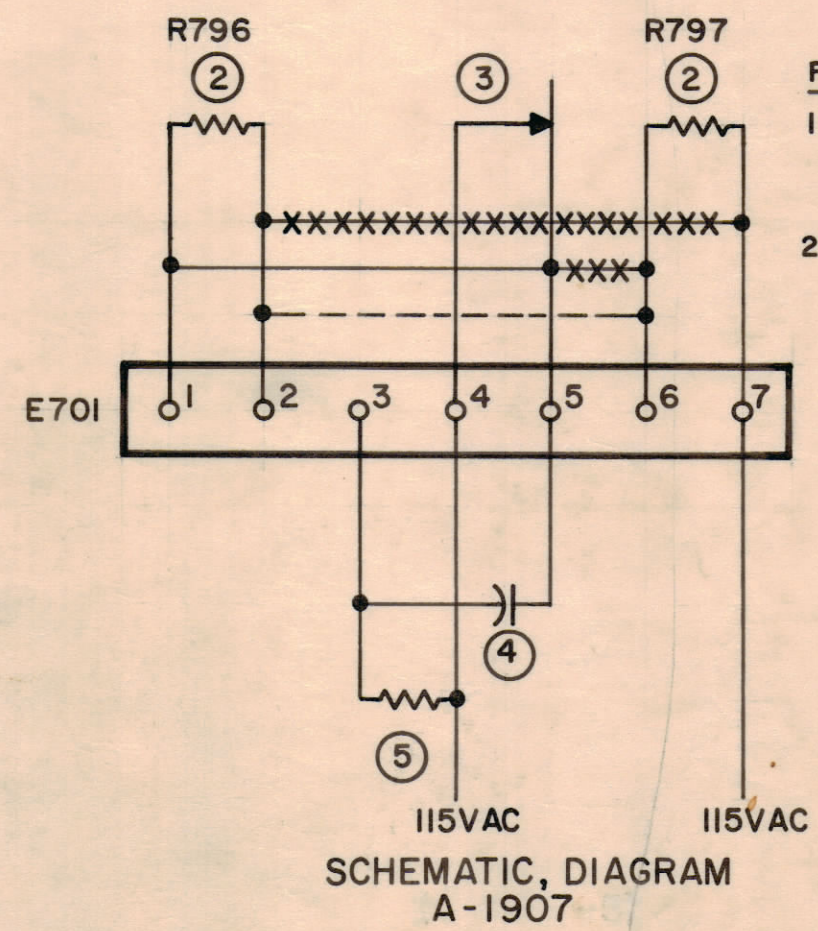 R796 R797
② ③ ② F
1
2
E701 1 2 3 4 5 6 7
④
⑤
115VAC 115VAC
SCHEMATIC, DIAGRAM
A-1907